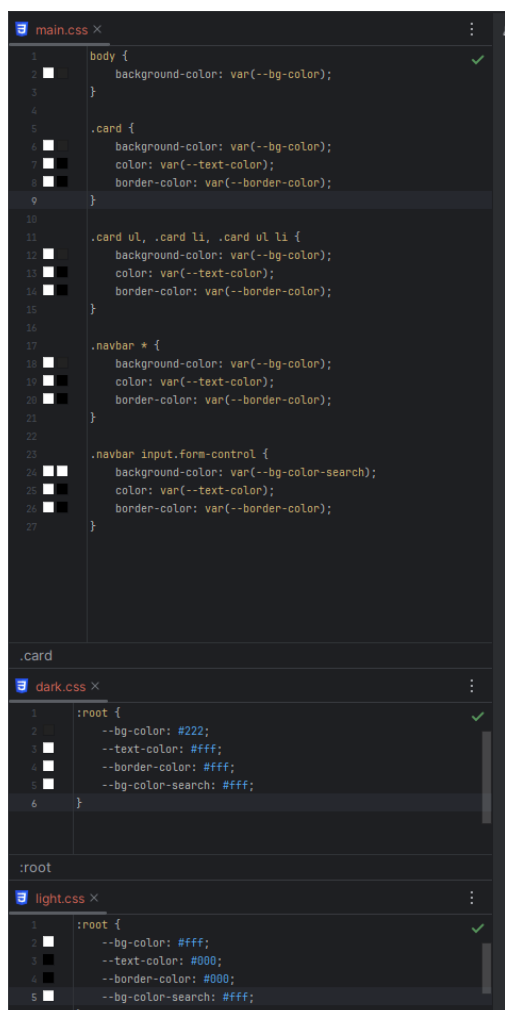 main.css ×
1 body {
2 background-color: var(--bg-color);
3 }
4
5 .card {
6 background-color: var(--bg-color);
7 color: var(--text-color);
8 border-color: var(--border-color);
9 }
10
11 .card ul, .card li, .card ul li {
12 background-color: var(--bg-color);
13 color: var(--text-color);
14 border-color: var(--border-color);
15 }
16
17 .navbar * {
18 background-color: var(--bg-color);
19 color: var(--text-color);
20 border-color: var(--border-color);
21 }
22
23 .navbar input.form-control {
24 background-color: var(--bg-color-search);
25 color: var(--text-color);
26 border-color: var(--border-color);
27 }
.card
dark.css ×
1 :root {
2 --bg-color: #222;
3 --text-color: #fff;
4 --border-color: #fff;
5 --bg-color-search: #fff;
6 }
:root
light.css ×
1 :root {
2 --bg-color: #fff;
3 --text-color: #000;
4 --border-color: #000;
5 --bg-color-search: #fff;